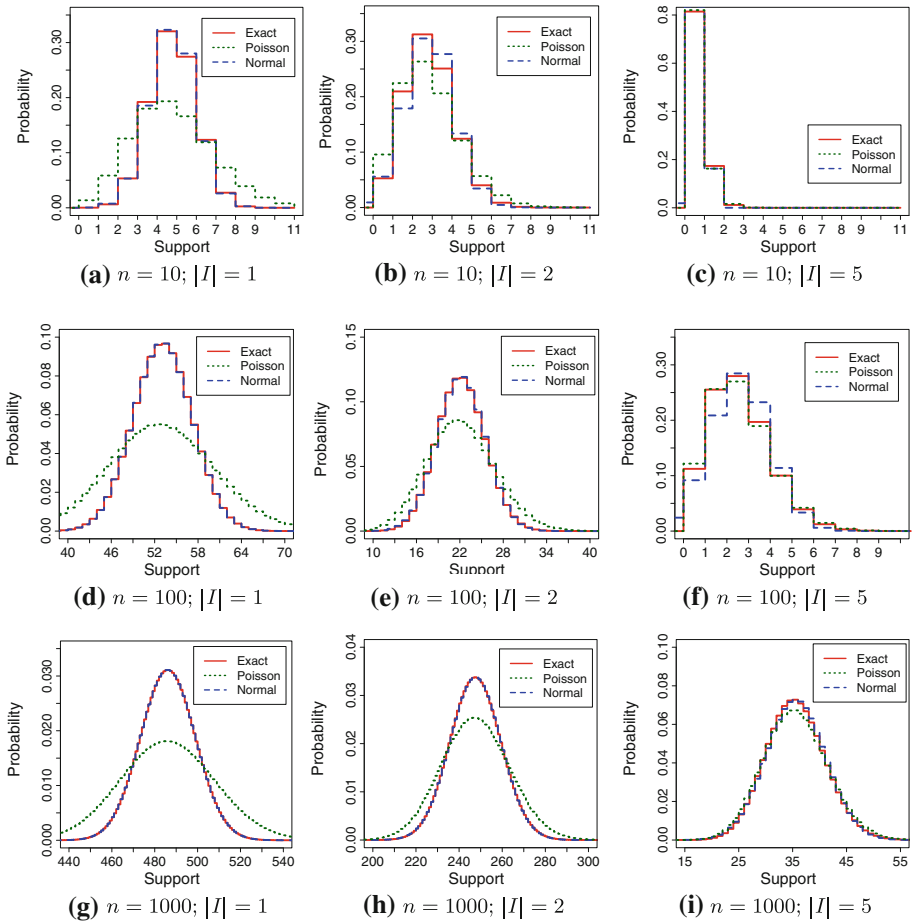 Probability
0.00 0.10 0.20 0.30
Exact
Poisson
Normal
0 1 2 3 4 5 6 7 8 9 11
Support
(a) n = 10; |I| = 1
Probability
0.00 0.10 0.20 0.30
Exact
Poisson
Normal
0 1 2 3 4 5 6 7 8 9 11
Support
(b) n = 10; |I| = 2
Probability
0.0 0.2 0.4 0.6 0.8
Exact
Poisson
Normal
0 1 2 3 4 5 6 7 8 9 11
Support
(c) n = 10; |I| = 5
Probability
0.00 0.02 0.04 0.06 0.08 0.10
Exact
Poisson
Normal
40 46 52 58 64 70
Support
(d) n = 100; |I| = 1
Probability
0.00 0.05 0.10 0.15
Exact
Poisson
Normal
10 16 22 28 34 40
Support
(e) n = 100; |I| = 2
Probability
0.00 0.10 0.20 0.30
Exact
Poisson
Normal
0 1 2 3 4 5 6 7 8 9
Support
(f) n = 100; |I| = 5
Probability
0.000 0.010 0.020 0.030
Exact
Poisson
Normal
440 460 480 500 520 540
Support
(g) n = 1000; |I| = 1
Probability
0.00 0.01 0.02 0.03 0.04
Exact
Poisson
Normal
200 220 240 260 280 300
Support
(h) n = 1000; |I| = 2
Probability
0.00 0.02 0.04 0.06 0.08 0.10
Exact
Poisson
Normal
15 25 35 45 55
Support
(i) n = 1000; |I| = 5